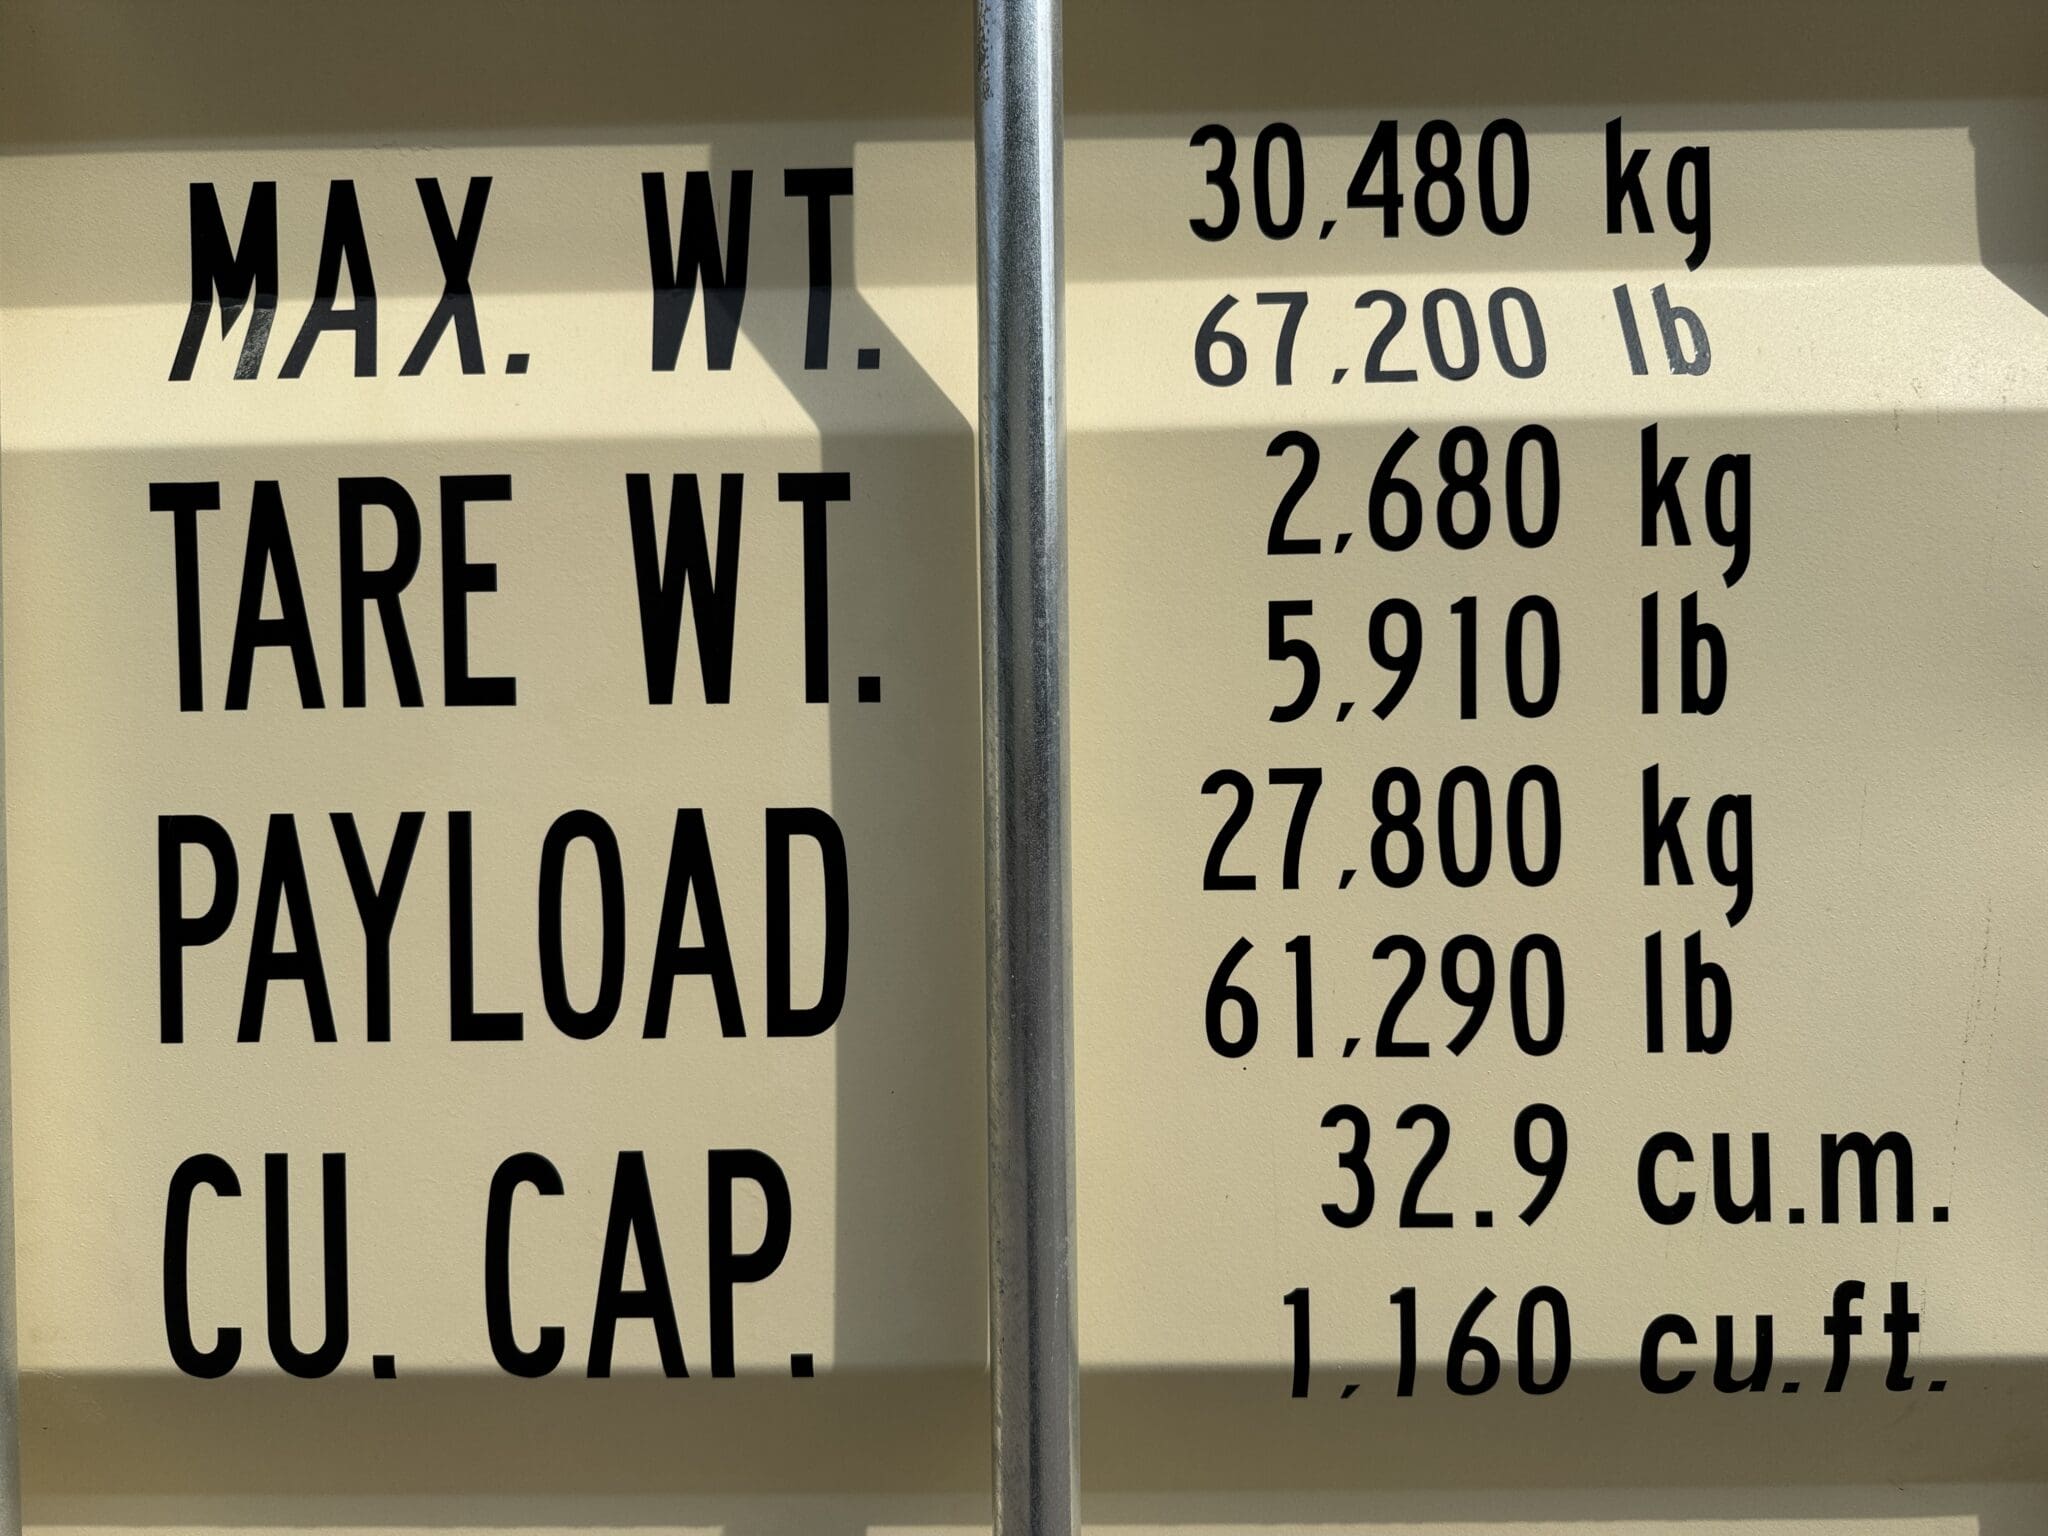 MAX. WT. 30,480 kg
67,200 lb
TARE WT. 2,680 kg
5,910 lb
PAYLOAD 27,800 kg
61,290 lb
CU. CAP. 32.9 cu.m.
1,160 cu.ft.